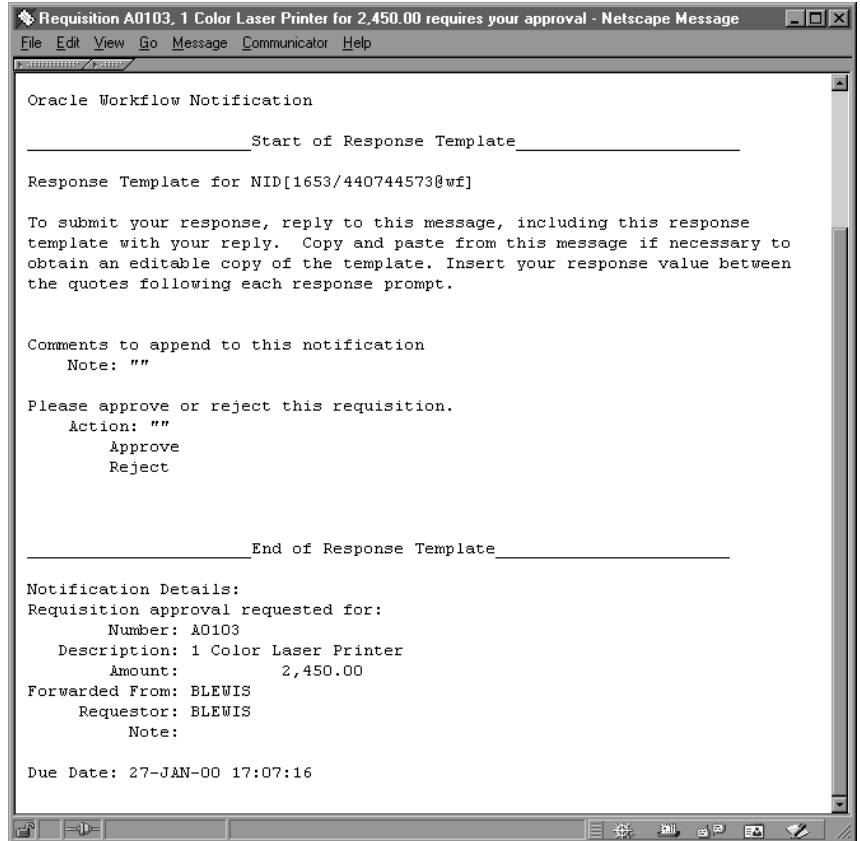 Requisition A0103, 1 Color Laser Printer for 2,450.00 requires your approval - Netscape Message
File Edit View Go Message Communicator Help
Oracle Workflow Notification
______________________Start of Response Template______________________
Response Template for NID[1653/440744573@wf]
To submit your response, reply to this message, including this response
template with your reply.  Copy and paste from this message if necessary to
obtain an editable copy of the template. Insert your response value between
the quotes following each response prompt.
Comments to append to this notification
Note: ""
Please approve or reject this requisition.
Action: ""
Approve
Reject
______________________End of Response Template_______________________
Notification Details:
Requisition approval requested for:
Number: A0103
Description: 1 Color Laser Printer
Amount: 2,450.00
Forwarded From: BLEWIS
Requestor: BLEWIS
Note:
Due Date: 27-JAN-00 17:07:16